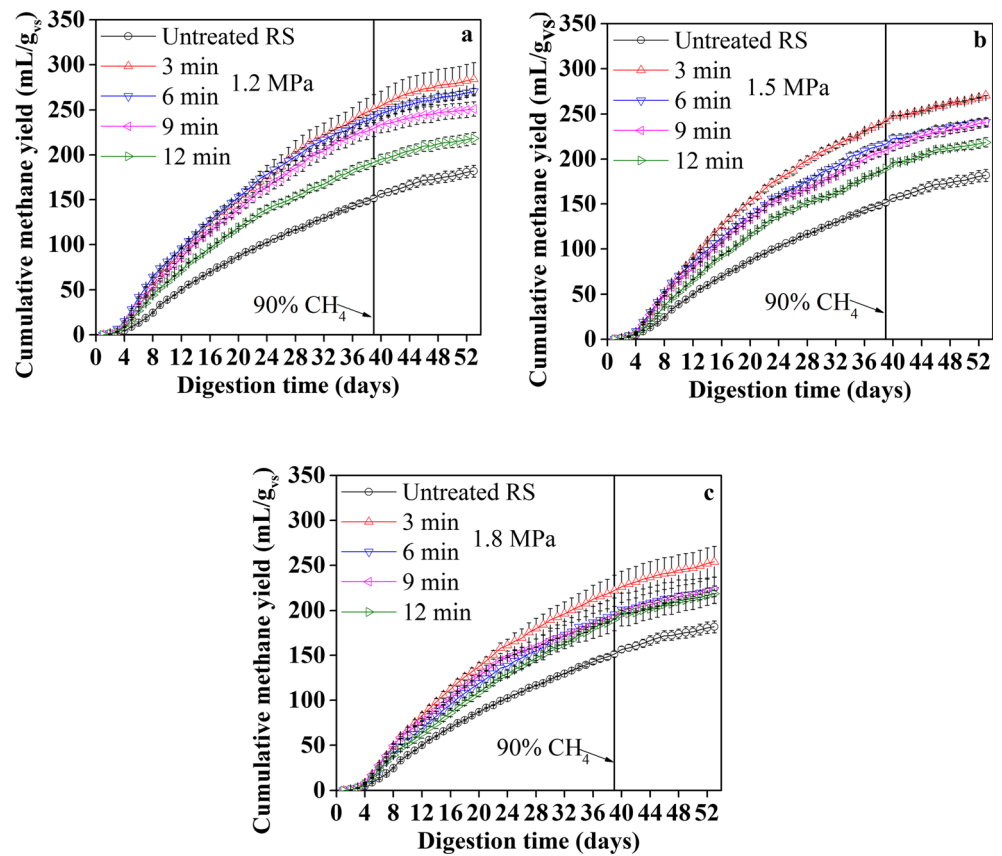 a
Cumulative methane yield (mL/g_vs)
350
300
250
200
150
100
50
0
Untreated RS
3 min
1.2 MPa
6 min
9 min
12 min
90% CH_4
0 4 8 12 16 20 24 28 32 36 40 44 48 52
Digestion time (days)
b
Cumulative methane yield (mL/g_vs)
350
300
250
200
150
100
50
0
Untreated RS
3 min
1.5 MPa
6 min
9 min
12 min
90% CH_4
0 4 8 12 16 20 24 28 32 36 40 44 48 52
Digestion time (days)
c
Cumulative methane yield (mL/g_vs)
350
300
250
200
150
100
50
0
Untreated RS
3 min
1.8 MPa
6 min
9 min
12 min
90% CH_4
0 4 8 12 16 20 24 28 32 36 40 44 48 52
Digestion time (days)